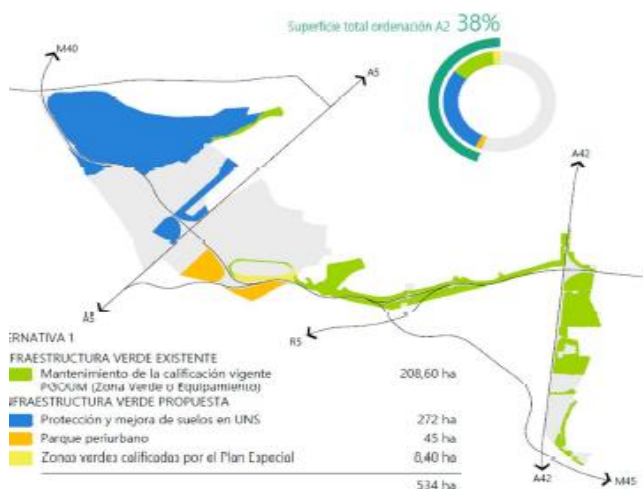 Superficie total ordenación A2 38%
M40
A5
A42
A5
R5
ERNATIVA 1
FRAESTRUCTURA VERDE EXISTENTE
Mantenimiento de la calificación vigente
PGOUM (Zona Verde o Equipamiento)
208,60 ha
NFRAESTRUCTURA VERDE PROPUESTA
Protección y mejora de suelos en UNS 272 ha
Parque periurbano 45 ha
Zonas verdes calificadas por el Plan Especial 8,40 ha
534 ha
A42
M45